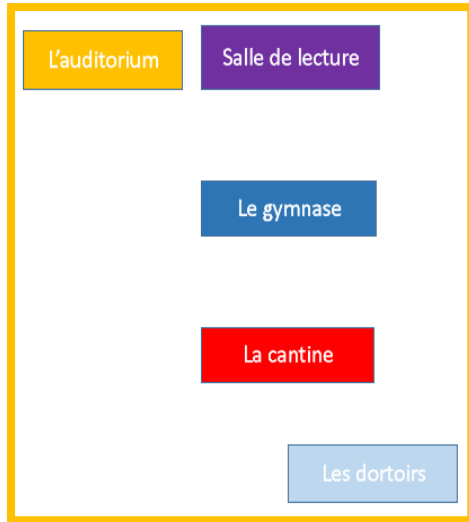 L'auditorium
Salle de lecture
Le gymnase
La cantine
Les dortoirs